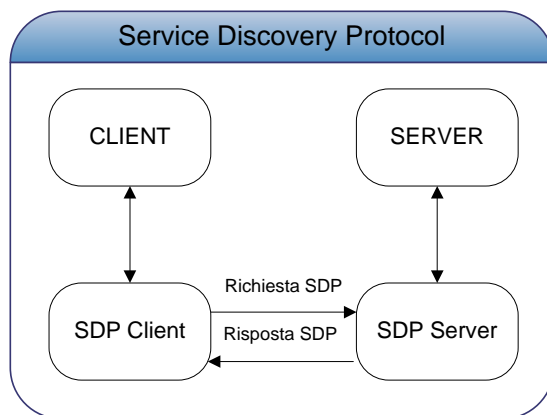 Service Discovery Protocol
CLIENT
SERVER
Richiesta SDP
SDP Client
Risposta SDP
SDP Server